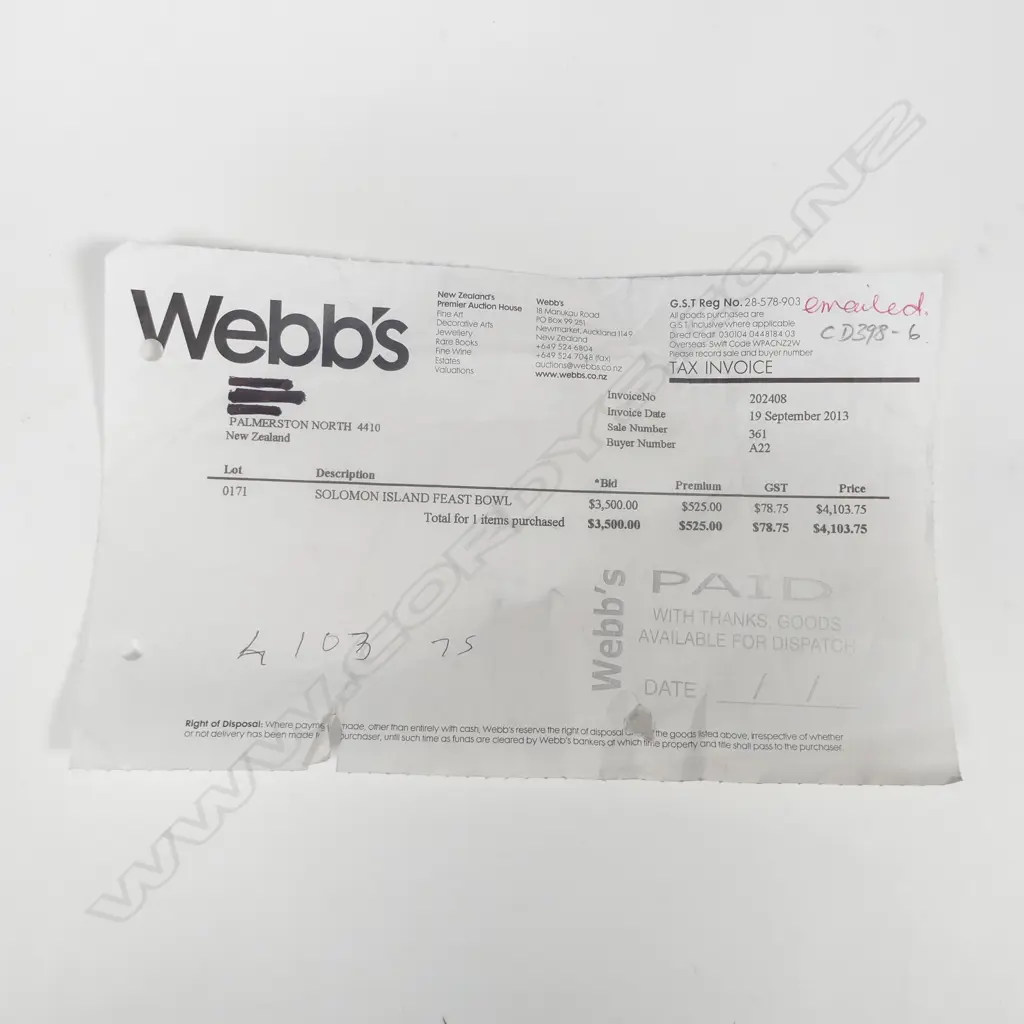 Webb's
New Zealand's
Premier Auction House
Fine Art
Decorative Arts
Jewellery
Rare Books
Fine Wine
Estates
Valuations
Webb's
18 Manukau Road
PO Box 99 251
Newmarket, Auckland 1149
New Zealand
+649 524 6804
+649 524 7048 (fax)
auctions@webbs.co.nz
www.webbs.co.nz
G.S.T Reg No. 28-578-903
All goods purchased are
G.S.T. Inclusive where applicable
Direct Credit 030104 0448184 03
Overseas Swift Code WPACNZ2W
Please record sale and buyer number
TAX INVOICE
emailed.
CD398-6.
PALMERSTON NORTH 4410
New Zealand
InvoiceNo 202408
Invoice Date 19 September 2013
Sale Number 361
Buyer Number A22
Lot Description *Bid Premium GST Price
0171 SOLOMON ISLAND FEAST BOWL $3,500.00 $525.00 $78.75 $4,103.75
Total for 1 items purchased $3,500.00 $525.00 $78.75 $4,103.75
Webb's
PAID
WITH THANKS, GOODS
AVAILABLE FOR DISPATCH
DATE / /
4103 75
Right of Disposal: Where payme made, other than entirely with cash, Webb's reserve the right of disposal the goods listed above, irrespective of whether
or not delivery has been made purchaser, until such time as funds are cleared by Webb's bankers at which time property and title shall pass to the purchaser.
WWW.CORDYS.CO.NZ